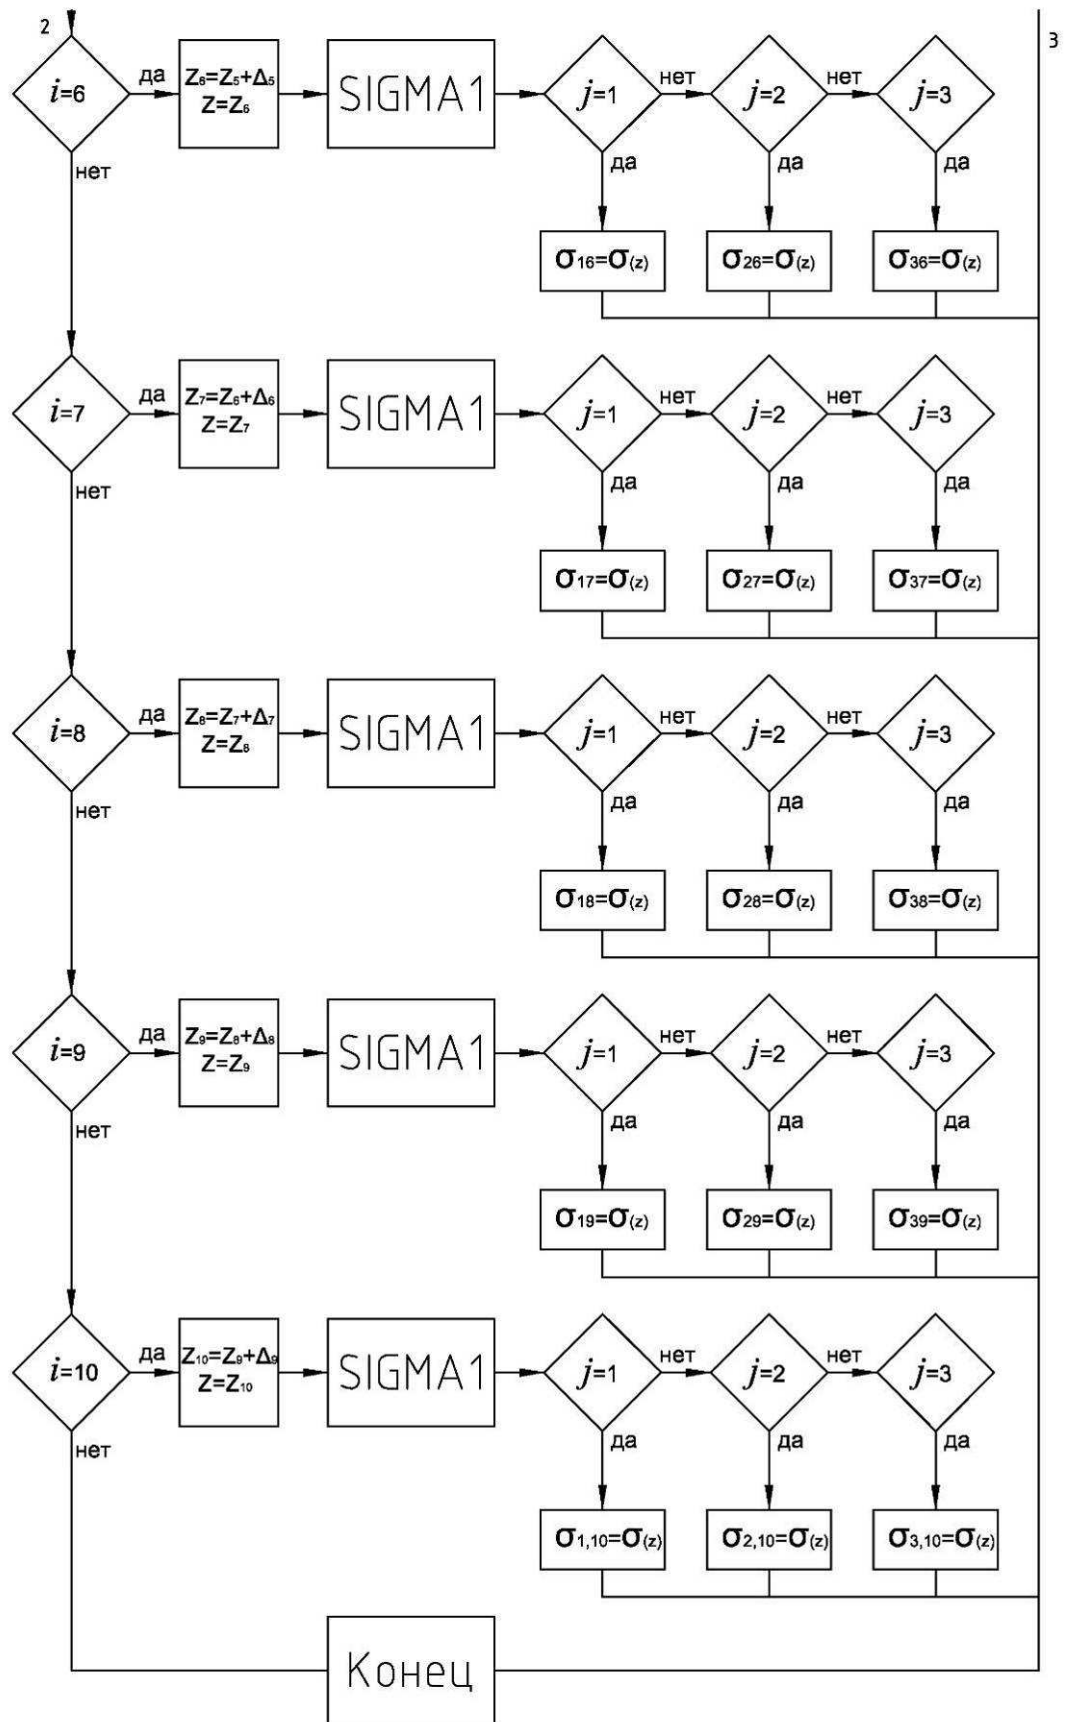 2
3
i=6
да
Z₆=Z₅+Δ₅
Z=Z₆
SIGMA1
j=1
нет
j=2
нет
j=3
нет
да
да
да
σ₁₆=σ(z)
σ₂₆=σ(z)
σ₃₆=σ(z)
i=7
да
Z₇=Z₆+Δ₆
Z=Z₇
SIGMA1
j=1
нет
j=2
нет
j=3
нет
да
да
да
σ₁₇=σ(z)
σ₂₇=σ(z)
σ₃₇=σ(z)
i=8
да
Z₈=Z₇+Δ₇
Z=Z₈
SIGMA1
j=1
нет
j=2
нет
j=3
нет
да
да
да
σ₁₈=σ(z)
σ₂₈=σ(z)
σ₃₈=σ(z)
i=9
да
Z₉=Z₈+Δ₈
Z=Z₉
SIGMA1
j=1
нет
j=2
нет
j=3
нет
да
да
да
σ₁₉=σ(z)
σ₂₉=σ(z)
σ₃₉=σ(z)
i=10
да
Z₁₀=Z₉+Δ₉
Z=Z₁₀
SIGMA1
j=1
нет
j=2
нет
j=3
нет
да
да
да
σ₁,₁₀=σ(z)
σ₂,₁₀=σ(z)
σ₃,₁₀=σ(z)
Конец